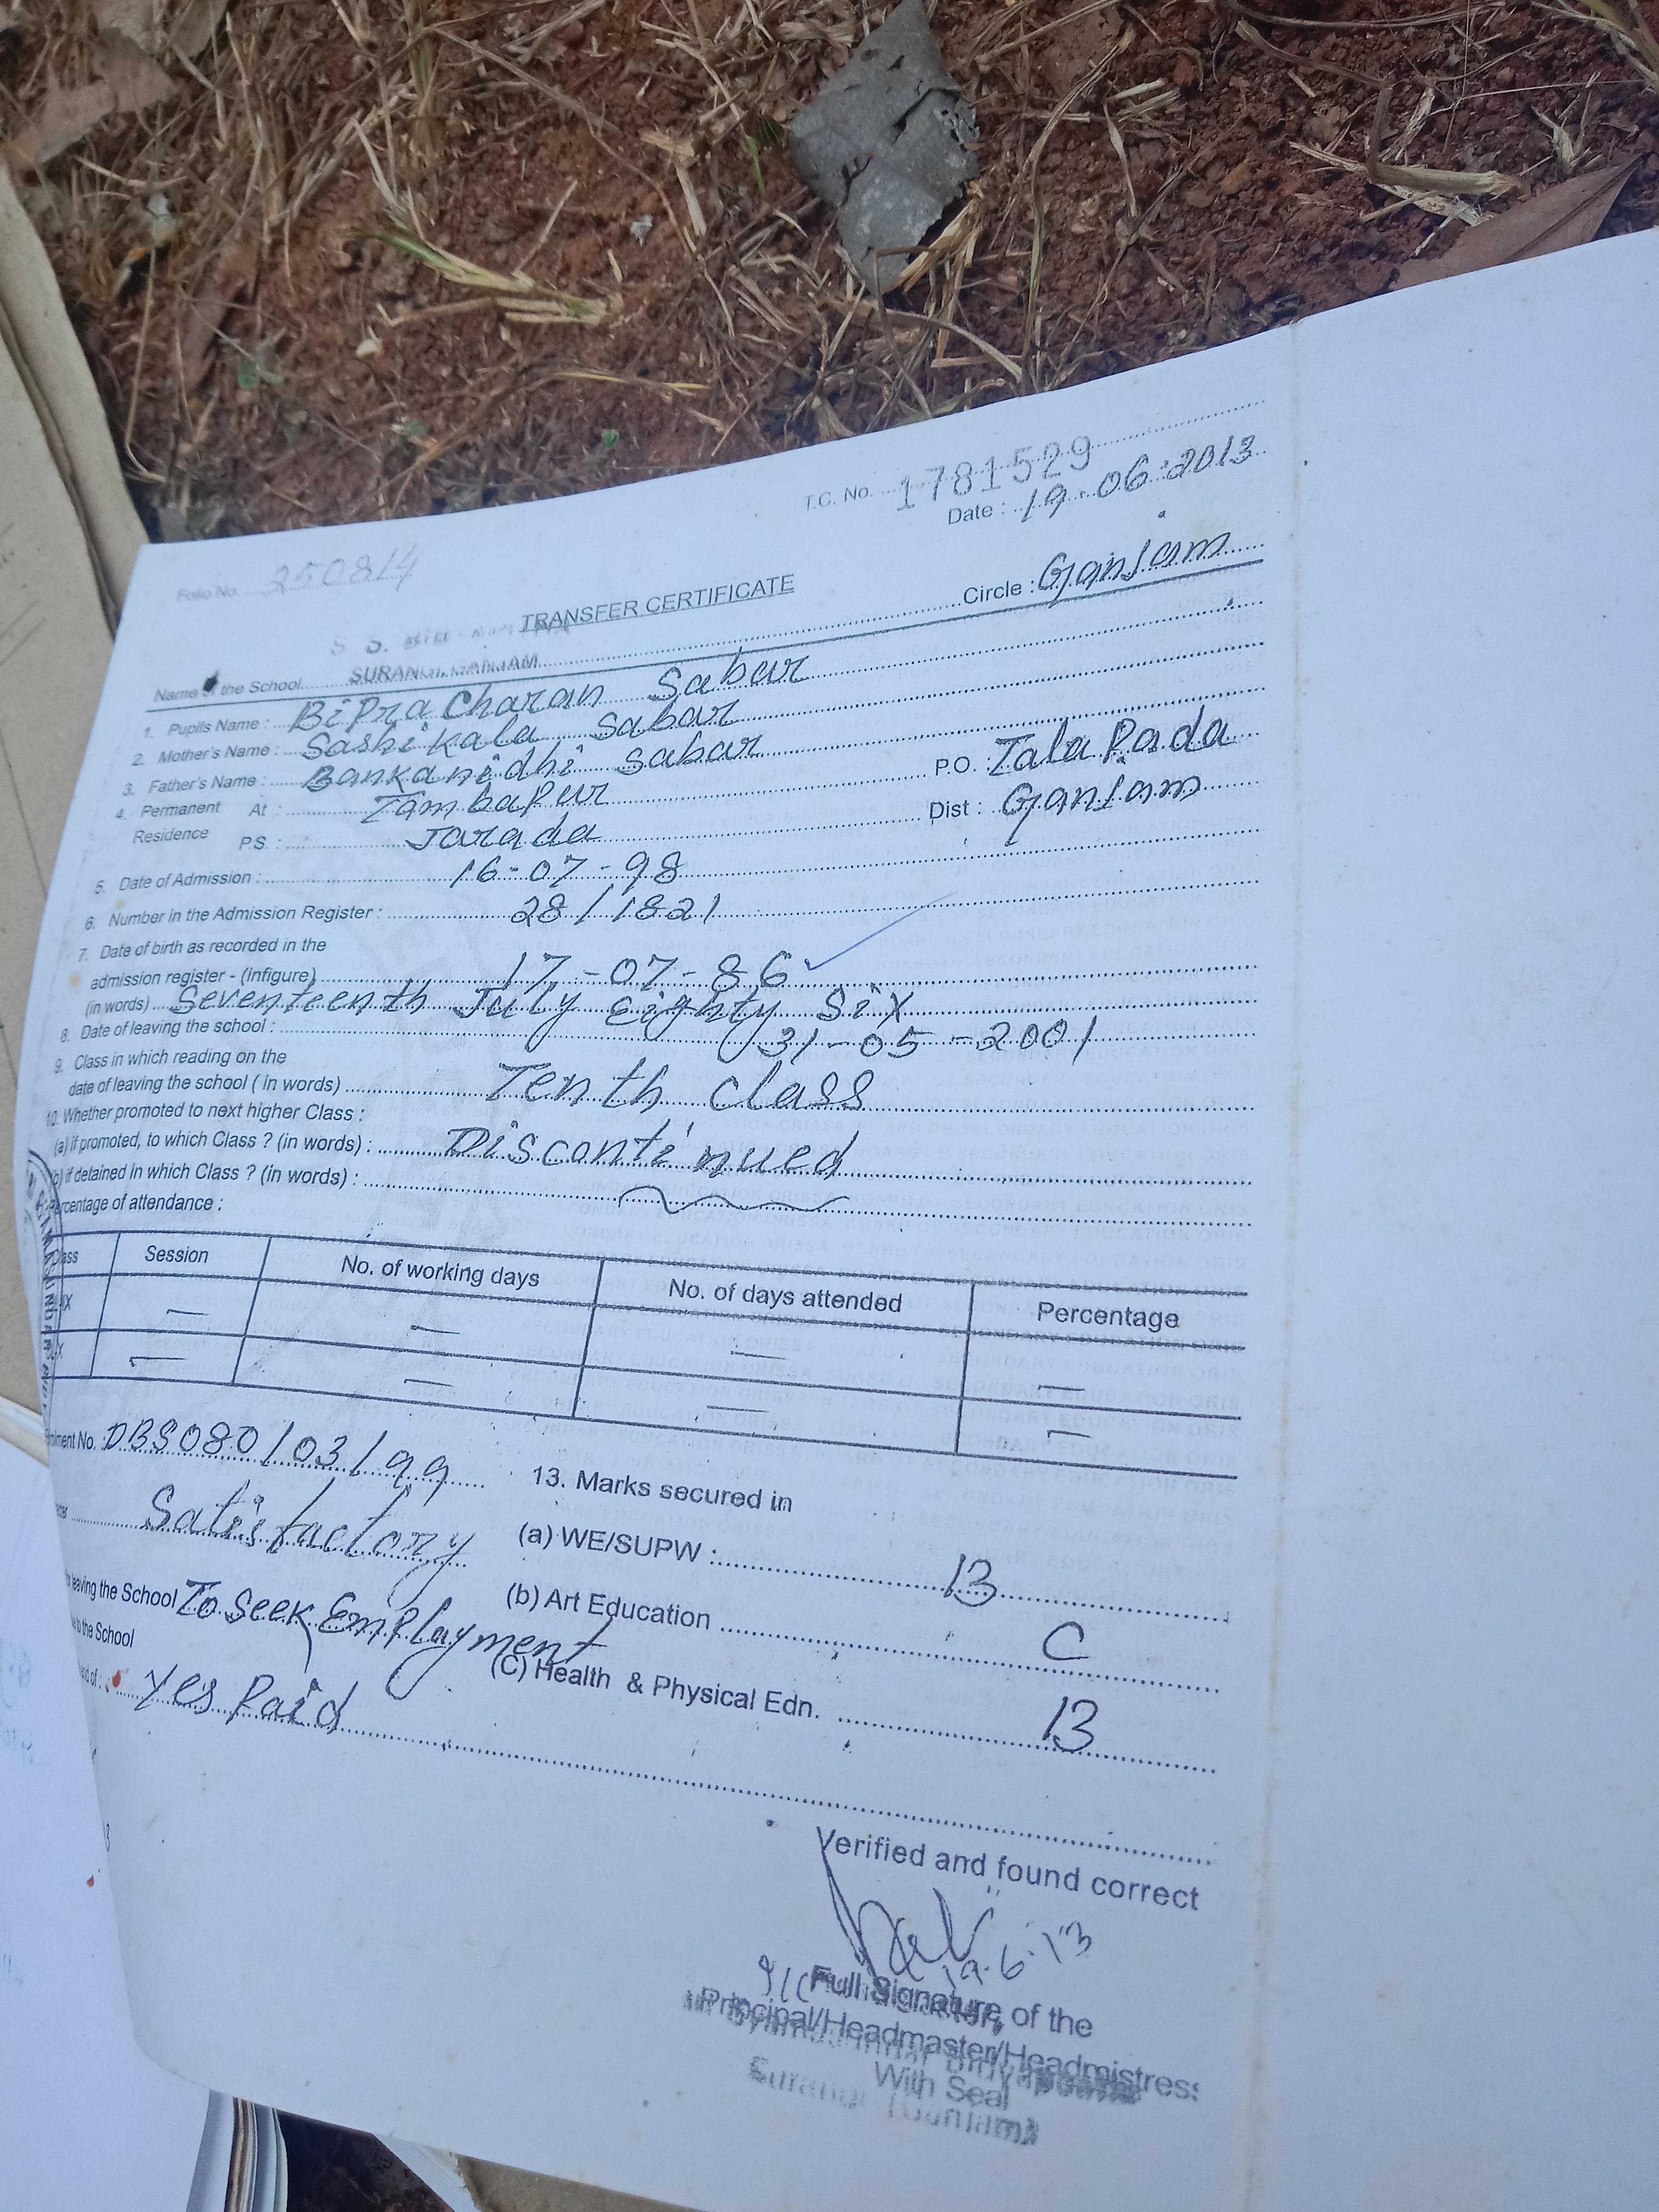 T.C. No. 1781529
Date : 19.06.2013
Folio No. 250814
TRANSFER CERTIFICATE
Circle : Ganjam
S. S.
Name of the School SURANGI, GANJAM
1. Pupils Name : Bipra Charan Sabar
2. Mother's Name : Sashikala Sabar
3. Father's Name : Bankanidhi Sabar
4. Permanent At : Tambapur P.O. : Talapada
Residence P.S. : Jarada Dist : Ganjam
5. Date of Admission : 16-07-98
6. Number in the Admission Register : 28/1821
7. Date of birth as recorded in the
admission register - (Infigure) 17-07-86
(in words) Seventeenth July Eighty Six
8. Date of leaving the school : 31-05-2001
9. Class in which reading on the
date of leaving the school ( In words) Tenth class
10. Whether promoted to next higher Class :
(a) if promoted, to which Class ? (in words) : Discontinued
) if detained in which Class ? (in words) :
ercentage of attendance :
ass Session No. of working days No. of days attended Percentage
IX — — — —
X — — — —
lment No. : DBS080/03/99
13. Marks secured in
Satisfactory
(a) WE/SUPW : B
leaving the School To Seek Employment
(b) Art Education C
to the School
(C) Health & Physical Edn. B
Yes Paid
Verified and found correct
19.6.13
Full Signature of the
Principal/Headmaster/Headmistress
With Seal